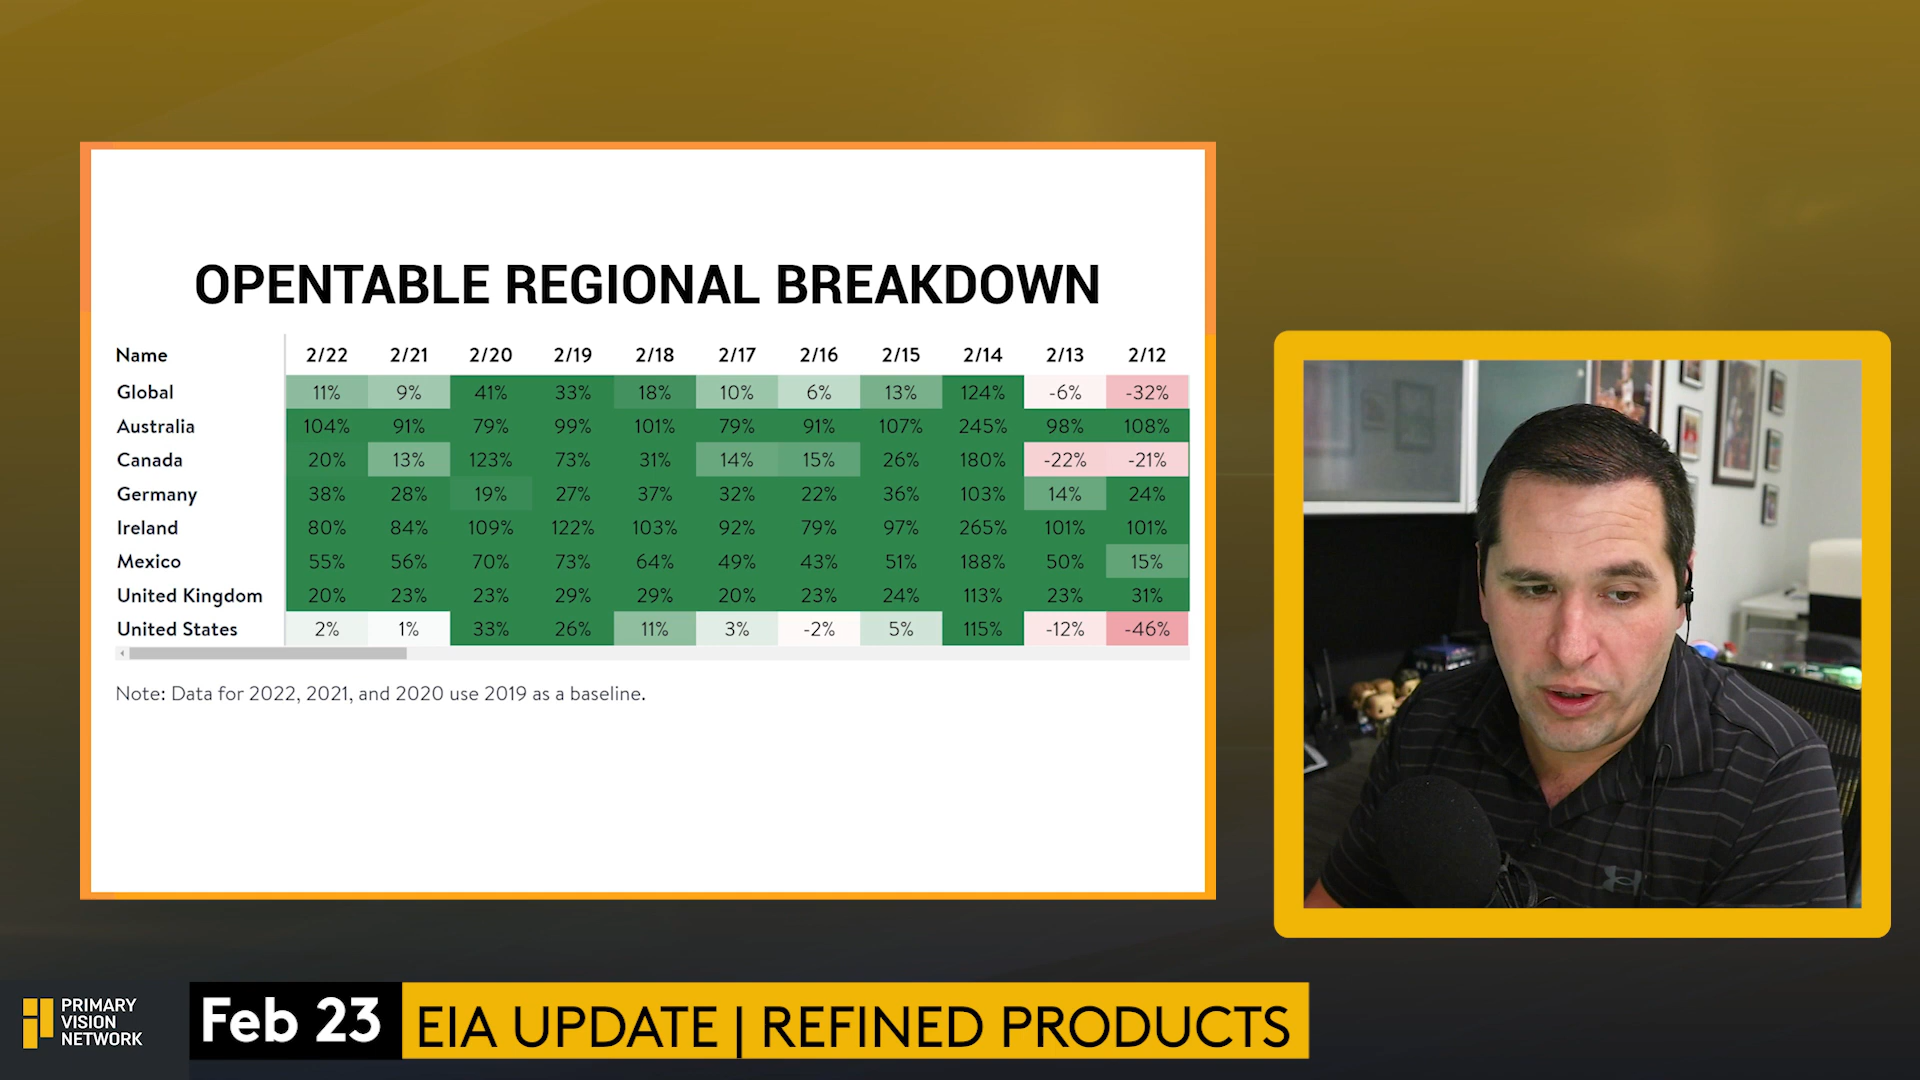 OPENTABLE REGIONAL BREAKDOWN
Name 2/22 2/21 2/20 2/19 2/18 2/17 2/16 2/15 2/14 2/13 2/12
Global 11% 9% 41% 33% 18% 10% 6% 13% 124% -6% -32%
Australia 104% 91% 79% 99% 101% 79% 91% 107% 245% 98% 108%
Canada 20% 13% 123% 73% 31% 14% 15% 26% 180% -22% -21%
Germany 38% 28% 19% 27% 37% 32% 22% 36% 103% 14% 24%
Ireland 80% 84% 109% 122% 103% 92% 79% 97% 265% 101% 101%
Mexico 55% 56% 70% 73% 64% 49% 43% 51% 188% 50% 15%
United Kingdom 20% 23% 23% 29% 29% 20% 23% 24% 113% 23% 31%
United States 2% 1% 33% 26% 11% 3% -2% 5% 115% -12% -46%
Note: Data for 2022, 2021, and 2020 use 2019 as a baseline.
PRIMARY
VISION
NETWORK
Feb 23
EIA UPDATE | REFINED PRODUCTS